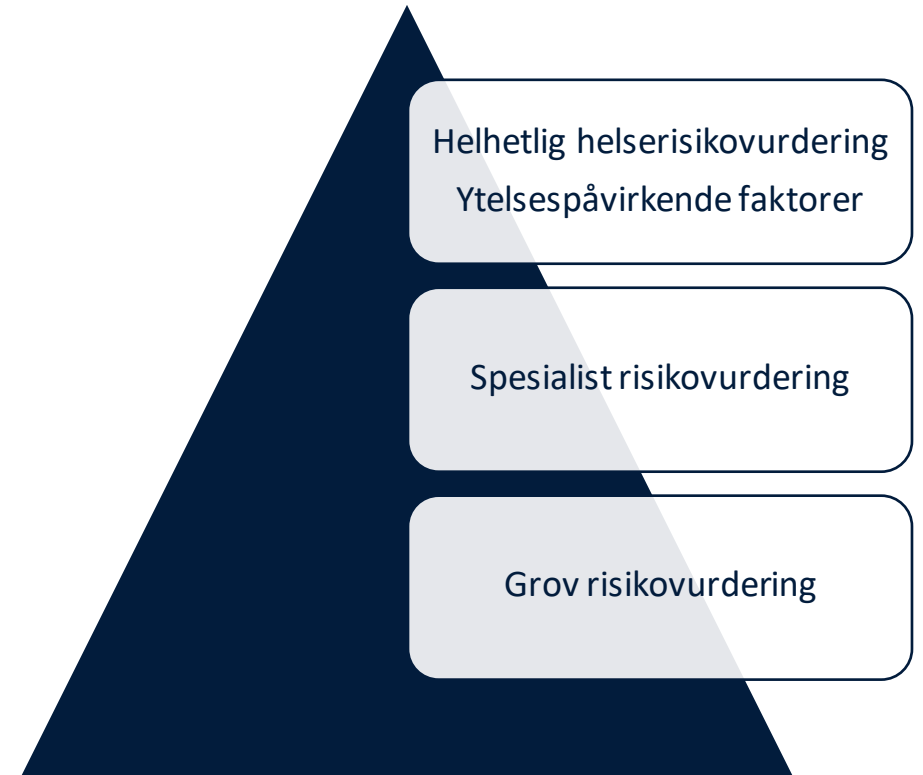 Helhetlig helserisikovurdering
Ytelsespåvirkende faktorer
Spesialist risikovurdering
Grov risikovurdering